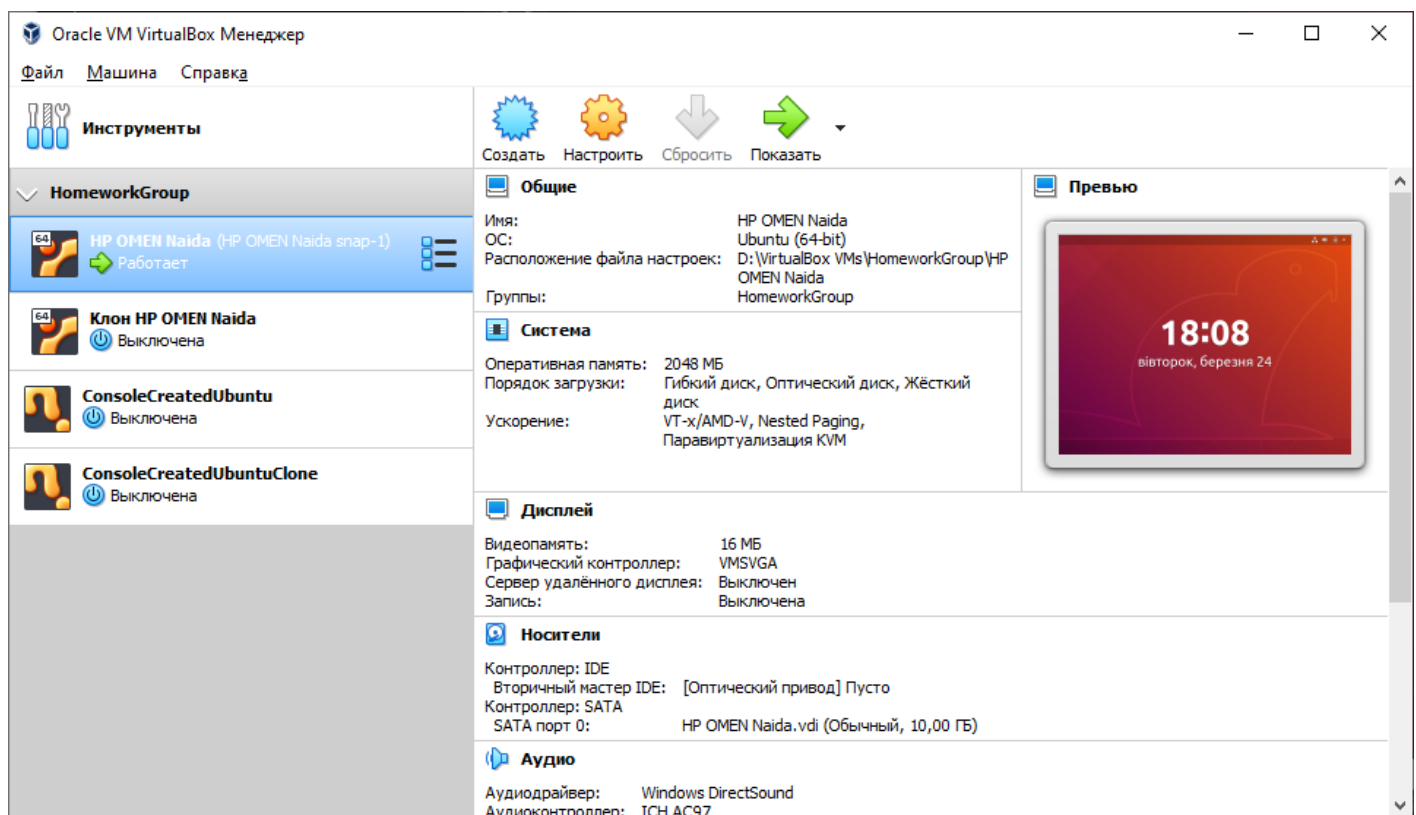 Oracle VM VirtualBox Менеджер
Файл Машина Справка
Инструменты
Создать Настроить Сбросить Показать
HomeworkGroup
64 HP OMEN Naida (HP OMEN Naida snap-1)
Работает
64 Клон HP OMEN Naida
Выключена
ConsoleCreatedUbuntu
Выключена
ConsoleCreatedUbuntuClone
Выключена
Общие
Имя: HP OMEN Naida
ОС: Ubuntu (64-bit)
Расположение файла настроек: D:\VirtualBox VMs\HomeworkGroup\HP
OMEN Naida
Группы: HomeworkGroup
Превью
18:08
вівторок, березня 24
Система
Оперативная память: 2048 МБ
Порядок загрузки: Гибкий диск, Оптический диск, Жёсткий
диск
Ускорение: VT-x/AMD-V, Nested Paging,
Паравиртуализация KVM
Дисплей
Видеопамять: 16 МБ
Графический контроллер: VMSVGA
Сервер удалённого дисплея: Выключен
Запись: Выключена
Носители
Контроллер: IDE
Вторичный мастер IDE: [Оптический привод] Пусто
Контроллер: SATA
SATA порт 0: HP OMEN Naida.vdi (Обычный, 10,00 ГБ)
Аудио
Аудиодрайвер: Windows DirectSound
Аудиоконтроллер: ICH AC97